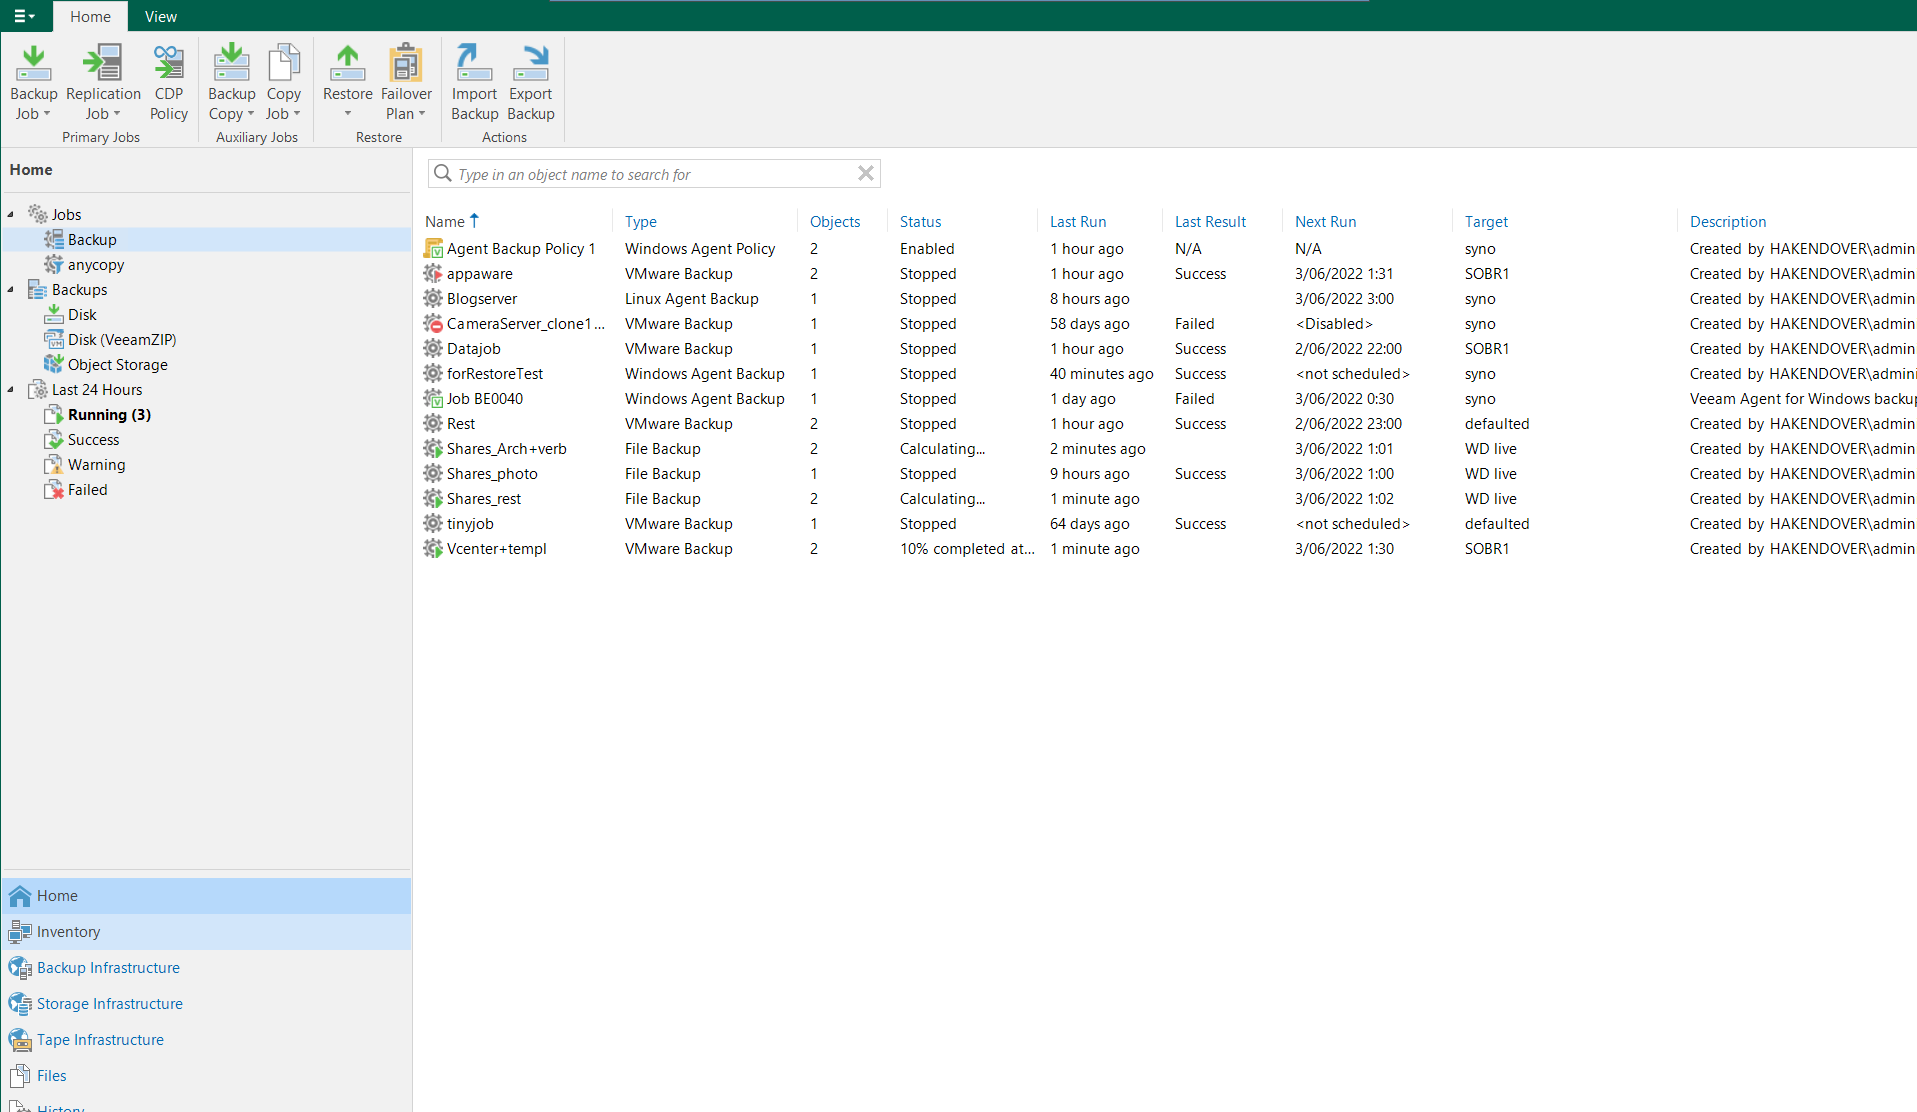 Home View
Backup Job
Replication Job
CDP Policy
Primary Jobs
Backup Copy
Copy Job
Auxiliary Jobs
Restore
Failover Plan
Restore
Import Backup
Export Backup
Actions
Home
Jobs
Backup
anycopy
Backups
Disk
Disk (VeeamZIP)
Object Storage
Last 24 Hours
Running (3)
Success
Warning
Failed
Home
Inventory
Backup Infrastructure
Storage Infrastructure
Tape Infrastructure
Files
History
Type in an object name to search for
Name Type Objects Status Last Run Last Result Next Run Target Description
Agent Backup Policy 1 Windows Agent Policy 2 Enabled 1 hour ago N/A N/A syno Created by HAKENDOVER\admin
appaware VMware Backup 2 Stopped 1 hour ago Success 3/06/2022 1:31 SOBR1 Created by HAKENDOVER\admin
Blogserver Linux Agent Backup 1 Stopped 8 hours ago 3/06/2022 3:00 syno Created by HAKENDOVER\admin
CameraServer_clone1... VMware Backup 1 Stopped 58 days ago Failed <Disabled> syno Created by HAKENDOVER\admin
Datajob VMware Backup 1 Stopped 1 hour ago Success 2/06/2022 22:00 SOBR1 Created by HAKENDOVER\admin
forRestoreTest Windows Agent Backup 1 Stopped 40 minutes ago Success <not scheduled> syno Created by HAKENDOVER\admini
Job BE0040 Windows Agent Backup 1 Stopped 1 day ago Failed 3/06/2022 0:30 syno Veeam Agent for Windows backup
Rest VMware Backup 2 Stopped 1 hour ago Success 2/06/2022 23:00 defaulted Created by HAKENDOVER\admin
Shares_Arch+verb File Backup 2 Calculating... 2 minutes ago 3/06/2022 1:01 WD live Created by HAKENDOVER\admin
Shares_photo File Backup 1 Stopped 9 hours ago Success 3/06/2022 1:00 WD live Created by HAKENDOVER\admin
Shares_rest File Backup 2 Calculating... 1 minute ago 3/06/2022 1:02 WD live Created by HAKENDOVER\admin
tinyjob VMware Backup 1 Stopped 64 days ago Success <not scheduled> defaulted Created by HAKENDOVER\admin
Vcenter+templ VMware Backup 2 10% completed at... 1 minute ago 3/06/2022 1:30 SOBR1 Created by HAKENDOVER\admin